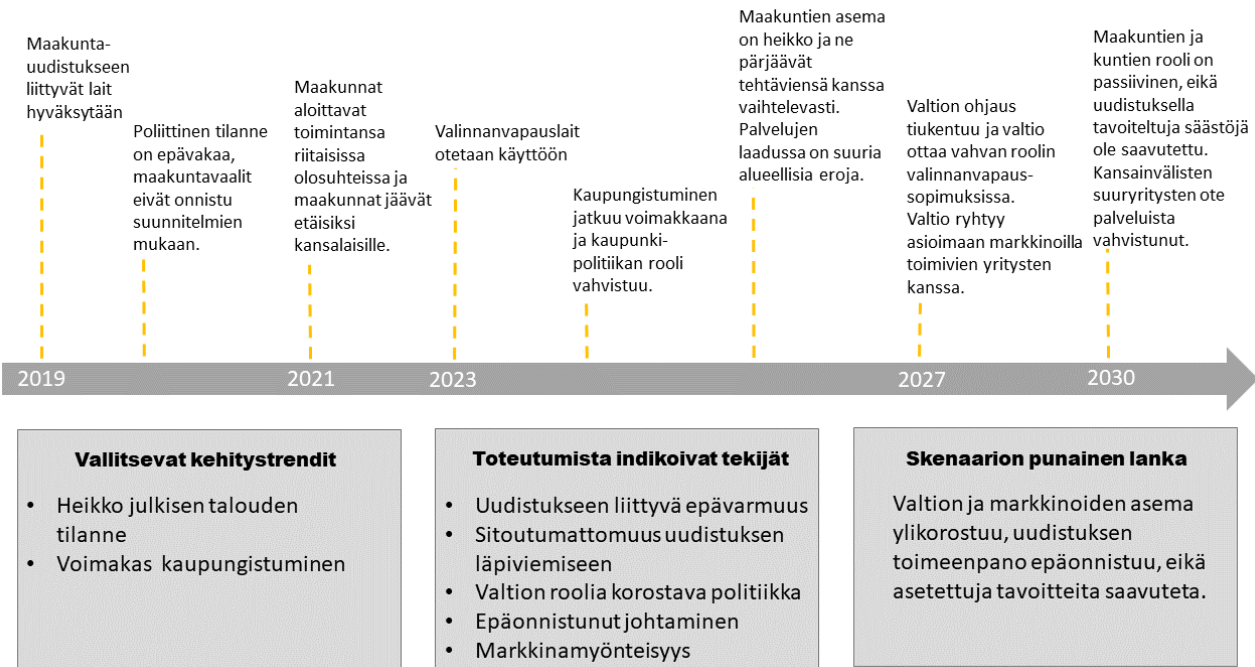 Maakunta-
uudistukseen
liittyvät lait
hyväksytään
Poliittinen tilanne
on epävakaa,
maakuntavaalit
eivät onnistu
suunnitelmien
mukaan.
Maakunnat
aloittavat
toimintansa
riitaisissa
olosuhteissa ja
maakunnat jäävät
etäisiksi
kansalaisille.
Valinnanvapauslait
otetaan käyttöön
Kaupungistuminen
jatkuu voimakkaana
ja kaupunki-
politiikan rooli
vahvistuu.
Maakuntien asema
on heikko ja ne
pärjäävät
tehtäviensä kanssa
vaihtelevasti.
Palvelujen
laadussa on suuria
alueellisia eroja.
Valtion ohjaus
tiukentuu ja valtio
ottaa vahvan roolin
valinnanvapaus-
sopimuksissa.
Valtio ryhtyy
asioimaan markkinoilla
toimivien yritysten
kanssa.
Maakuntien ja
kuntien rooli on
passiivinen, eikä
uudistuksella
tavoiteltuja säästöjä
ole saavutettu.
Kansainvälisten
suuryritysten ote
palveluista
vahvistunut.
2019
2021
2023
2027
2030
Vallitsevat kehitystrendit
• Heikko julkisen talouden
tilanne
• Voimakas kaupungistuminen
Toteutumista indikoivat tekijät
• Uudistukseen liittyvä epävarmuus
• Sitoutumattomuus uudistuksen
läpiviemiseen
• Valtion roolia korostava politiikka
• Epäonnistunut johtaminen
• Markkinamyönteisyys
Skenaarion punainen lanka
Valtion ja markkinoiden asema
ylikorostuu, uudistuksen
toimeenpano epäonnistuu, eikä
asetettuja tavoitteita saavuteta.